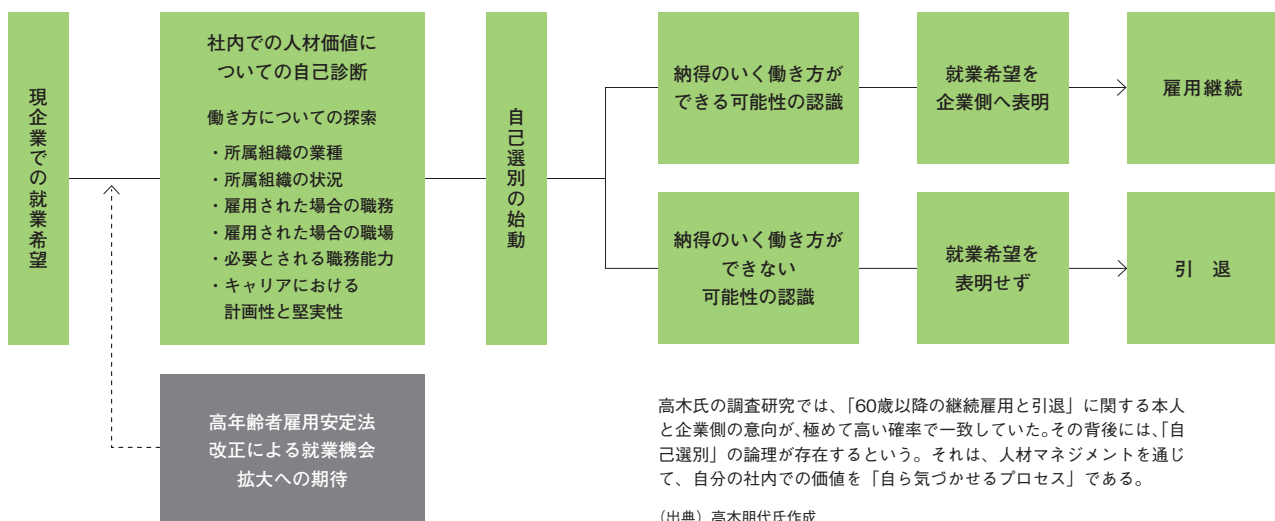 現企業での就業希望
社内での人材価値に
ついての自己診断
働き方についての探索
・所属組織の業種
・所属組織の状況
・雇用された場合の職務
・雇用された場合の職場
・必要とされる職務能力
・キャリアにおける
計画性と堅実性
高年齢者雇用安定法
改正による就業機会
拡大への期待
自己選別の始動
納得のいく働き方が
できる可能性の認識
就業希望を
企業側へ表明
雇用継続
納得のいく働き方が
できない
可能性の認識
就業希望を
表明せず
引　退
高木氏の調査研究では、「60歳以降の継続雇用と引退」に関する本人
と企業側の意向が、極めて高い確率で一致していた。その背後には、「自
己選別」の論理が存在するという。それは、人材マネジメントを通じ
て、自分の社内での価値を「自ら気づかせるプロセス」である。
（出典）高木朋代氏作成